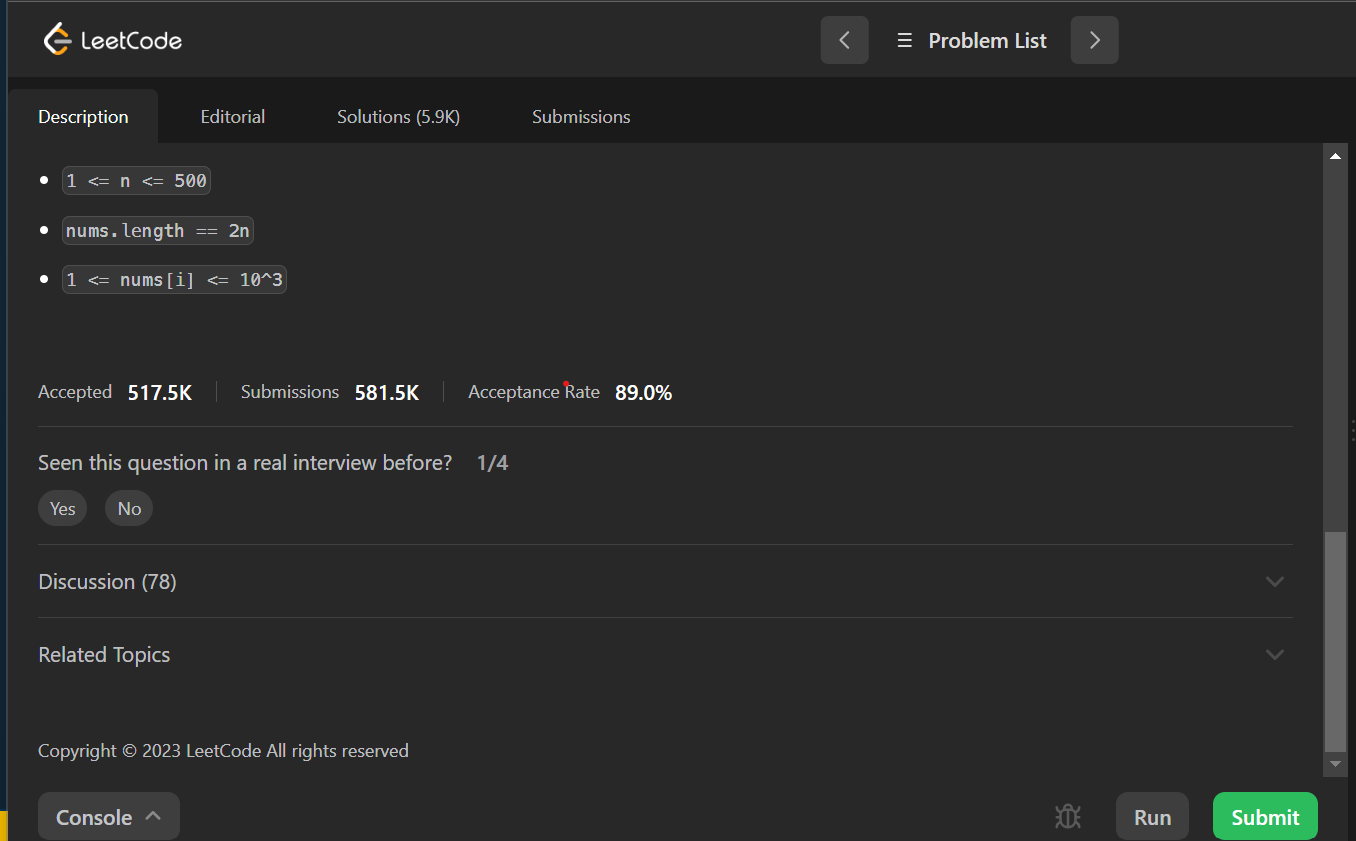 LeetCode
Problem List
Description Editorial Solutions (5.9K) Submissions
1 <= n <= 500
nums.length == 2n
1 <= nums[i] <= 10^3
Accepted 517.5K Submissions 581.5K Acceptance Rate 89.0%
Seen this question in a real interview before? 1/4
Yes No
Discussion (78)
Related Topics
Copyright © 2023 LeetCode All rights reserved
Console Run Submit